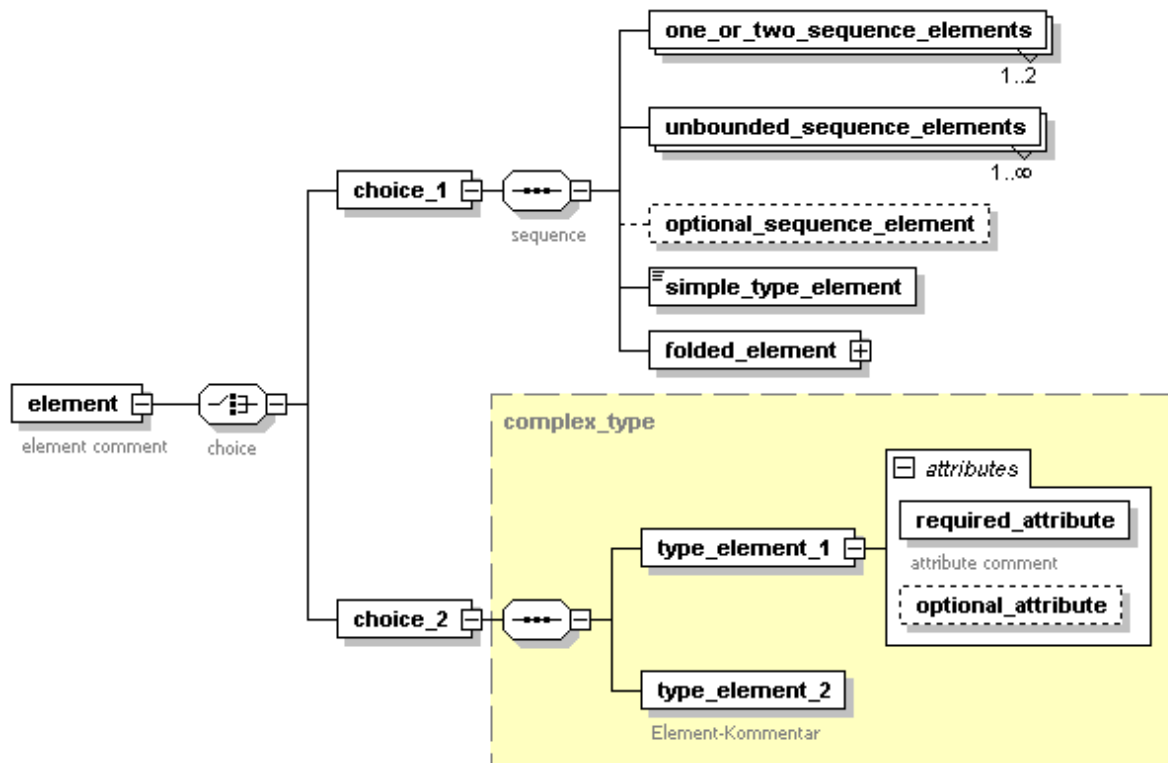 one_or_two_sequence_elements
1..2
unbounded_sequence_elements
1..∞
choice_1
sequence
optional_sequence_element
simple_type_element
folded_element
element
element comment
choice
complex_type
attributes
required_attribute
attribute comment
optional_attribute
type_element_1
choice_2
type_element_2
Element-Kommentar